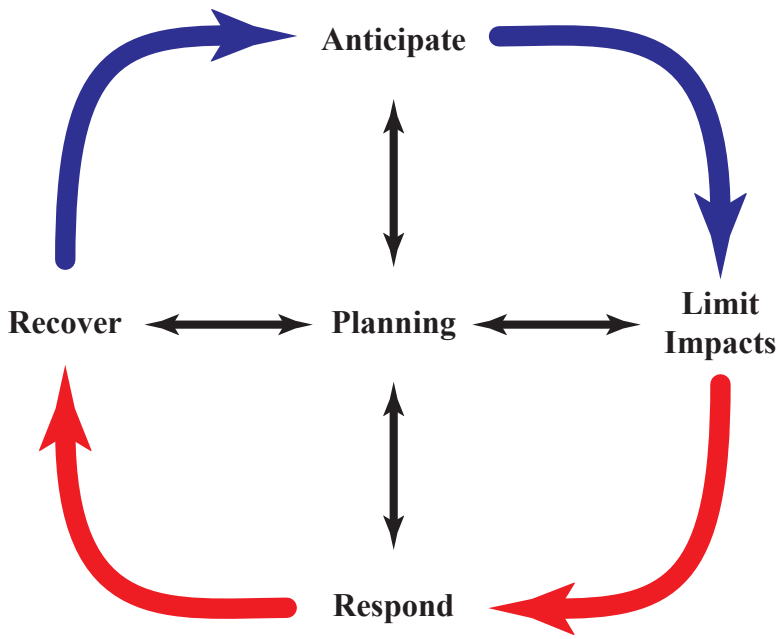 Anticipate
Recover
Planning
Limit
Impacts
Respond